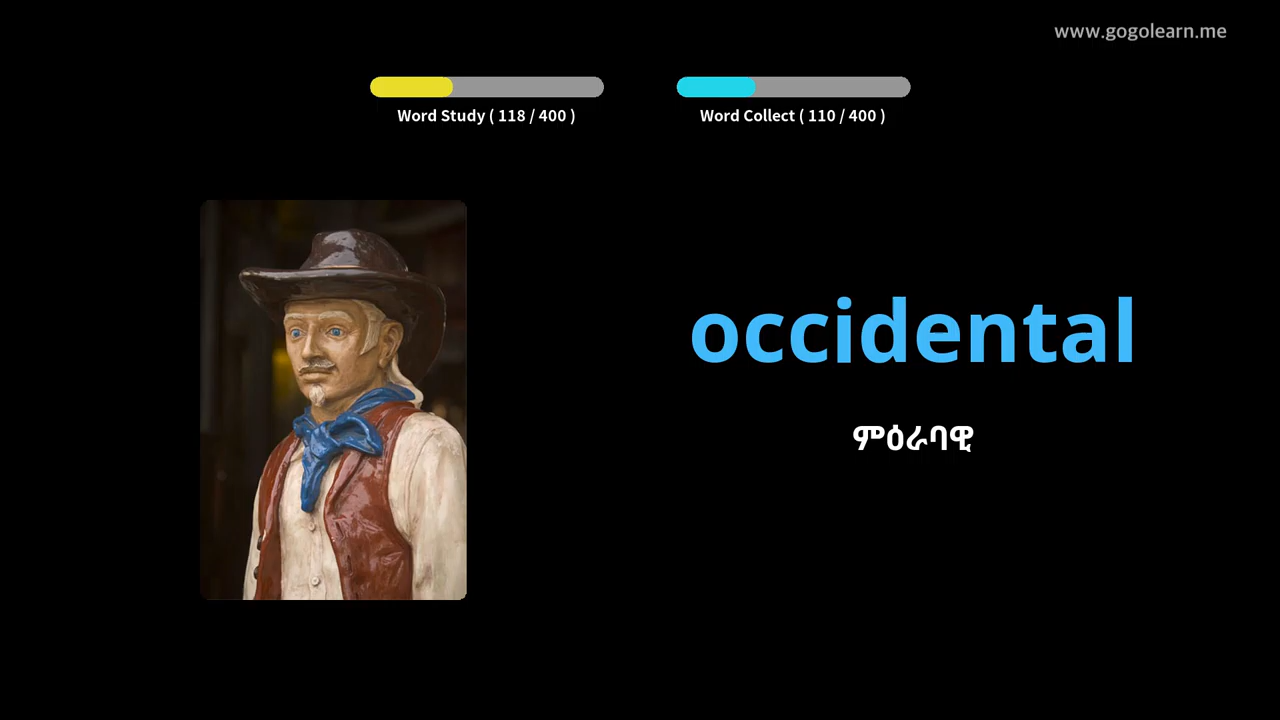 www.gogolearn.me
Word Study ( 118 / 400 )
Word Collect ( 110 / 400 )
occidental
ምዕራባዊ